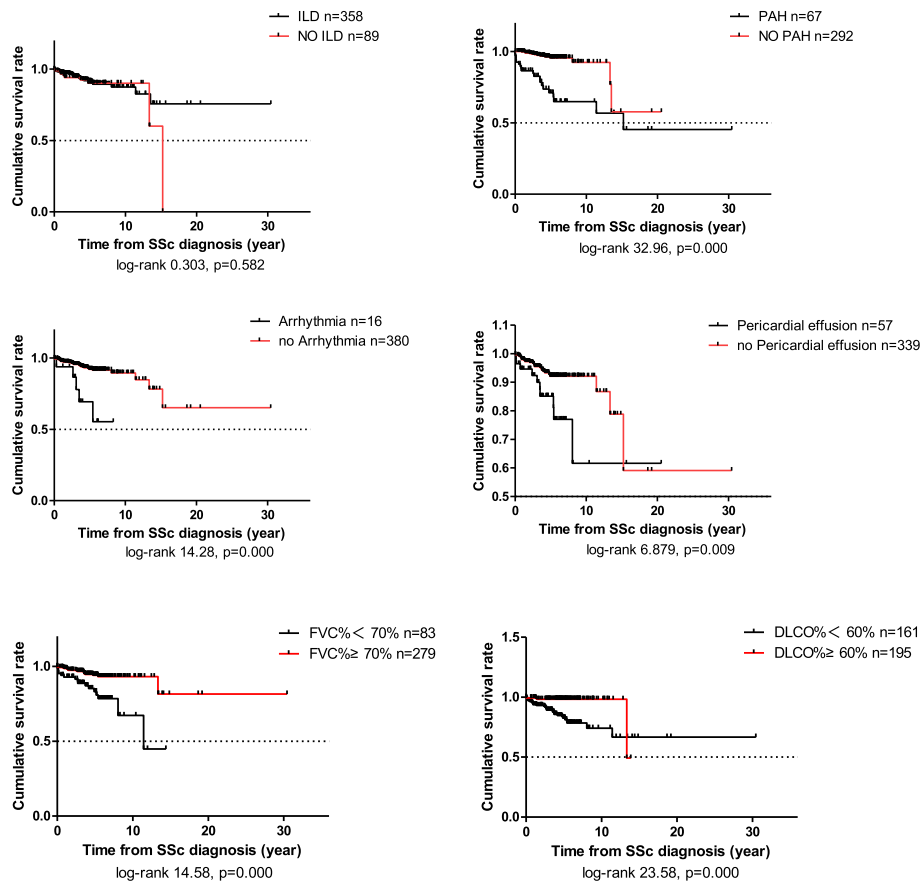 ILD n=358
NO ILD n=89
Cumulative survival rate
1.0
0.5
0.0
0 10 20 30
Time from SSc diagnosis (year)
log-rank 0.303, p=0.582
PAH n=67
NO PAH n=292
Cumulative survival rate
1.0
0.5
0.0
0 10 20 30
Time from SSc diagnosis (year)
log-rank 32.96, p=0.000
Arrhythmia n=16
no Arrhythmia n=380
Cumulative survival rate
1.0
0.5
0.0
0 10 20 30
Time from SSc diagnosis (year)
log-rank 14.28, p=0.000
Pericardial effusion n=57
no Pericardial effusion n=339
Cumulative survival rate
1.1
1.0
0.9
0.8
0.7
0.6
0.5
0 10 20 30
Time from SSc diagnosis (year)
log-rank 6.879, p=0.009
FVC%< 70% n=83
FVC%≥ 70% n=279
Cumulative survival rate
1.0
0.5
0.0
0 10 20 30
Time from SSc diagnosis (year)
log-rank 14.58, p=0.000
DLCO%< 60% n=161
DLCO%≥ 60% n=195
Cumulative survival rate
1.5
1.0
0.5
0.0
0 10 20 30
Time from SSc diagnosis (year)
log-rank 23.58, p=0.000